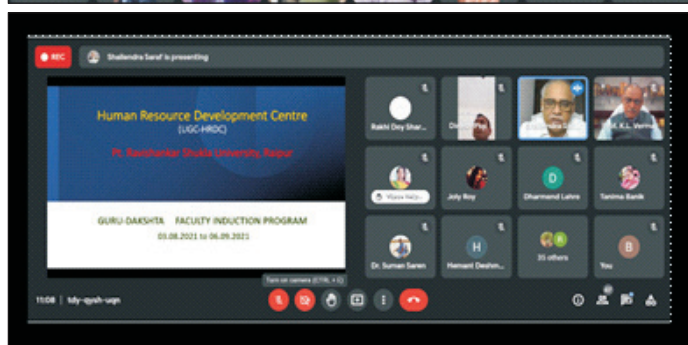 REC
Shailendra Saraf is presenting
Human Resource Development Centre
(UGC-HRDC)
Pt. Ravishankar Shukla University, Raipur
GURU-DAKSHTA FACULTY INDUCTION PROGRAM
03.08.2021 to 06.09.2021
Rakhi Dey Shar...
K.L. Verma
Joly Roy
Dharmend Lahre
Tanima Banik
Dr. Suman Saren
Hemant Deshm...
35 others
You
D
H
R
B
Turn on camera (CTRL + E)
11:08 | tdy-qysh-uqn